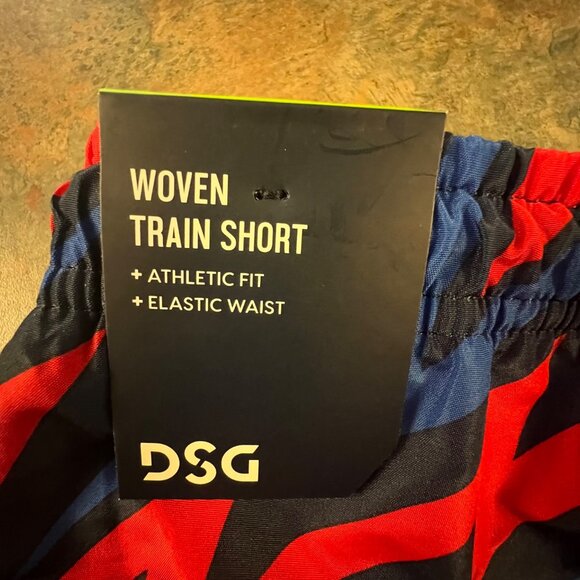 WOVEN
TRAIN SHORT
+ ATHLETIC FIT
+ ELASTIC WAIST
DSG